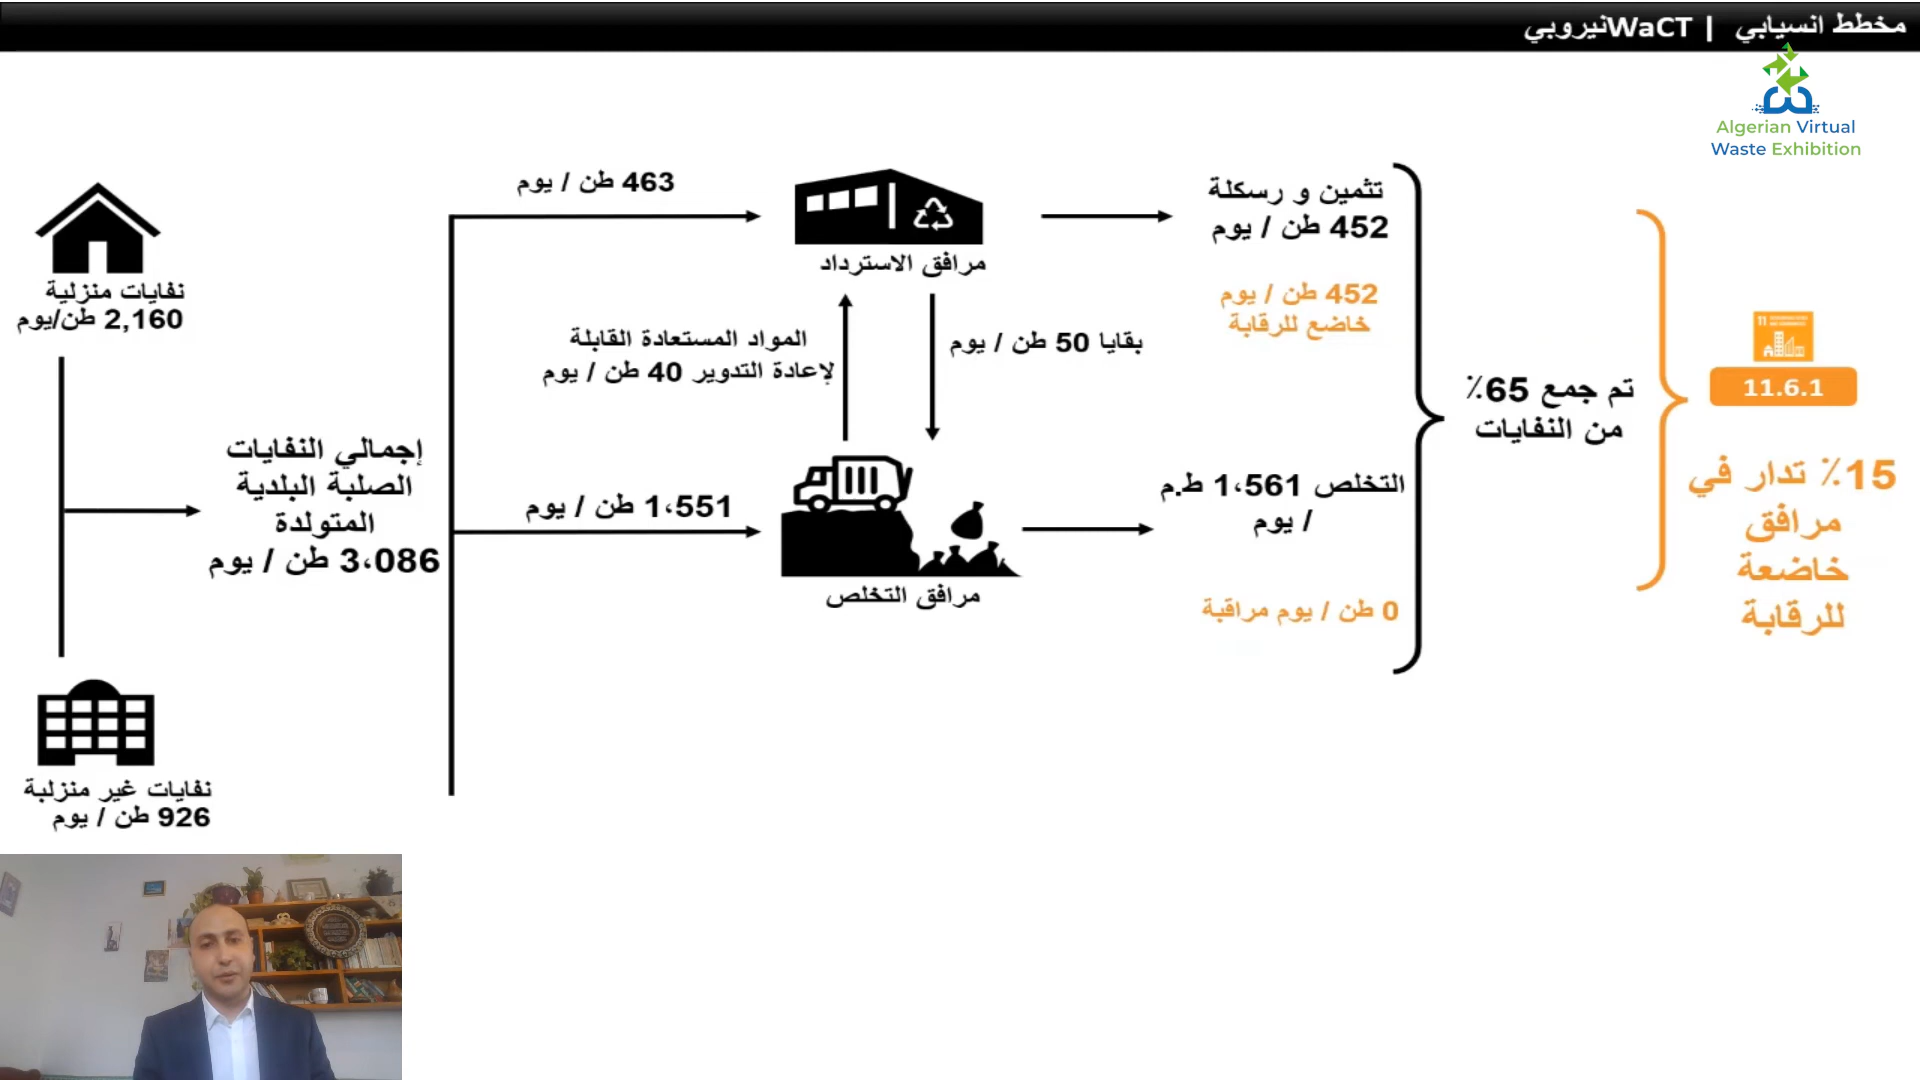 مخطط انسيابي | WaCTنيروبي
Algerian Virtual
Waste Exhibition
نفايات منزلية
2,160 طن/يوم
إجمالي النفايات
الصلبة البلدية
المتولدة
3،086 طن / يوم
نفايات غير منزلبة
926 طن / يوم
463 طن / يوم
مرافق الاسترداد
المواد المستعادة القابلة
لإعادة التدوير 40 طن / يوم
بقايا 50 طن / يوم
1،551 طن / يوم
مرافق التخلص
تثمين و رسكلة
452 طن / يوم
452 طن / يوم
خاضع للرقابة
التخلص 1،561 ط.م
/ يوم
0 طن / يوم مراقبة
تم جمع 65٪
من النفايات
11
11.6.1
15٪ تدار في
مرافق
خاضعة
للرقابة